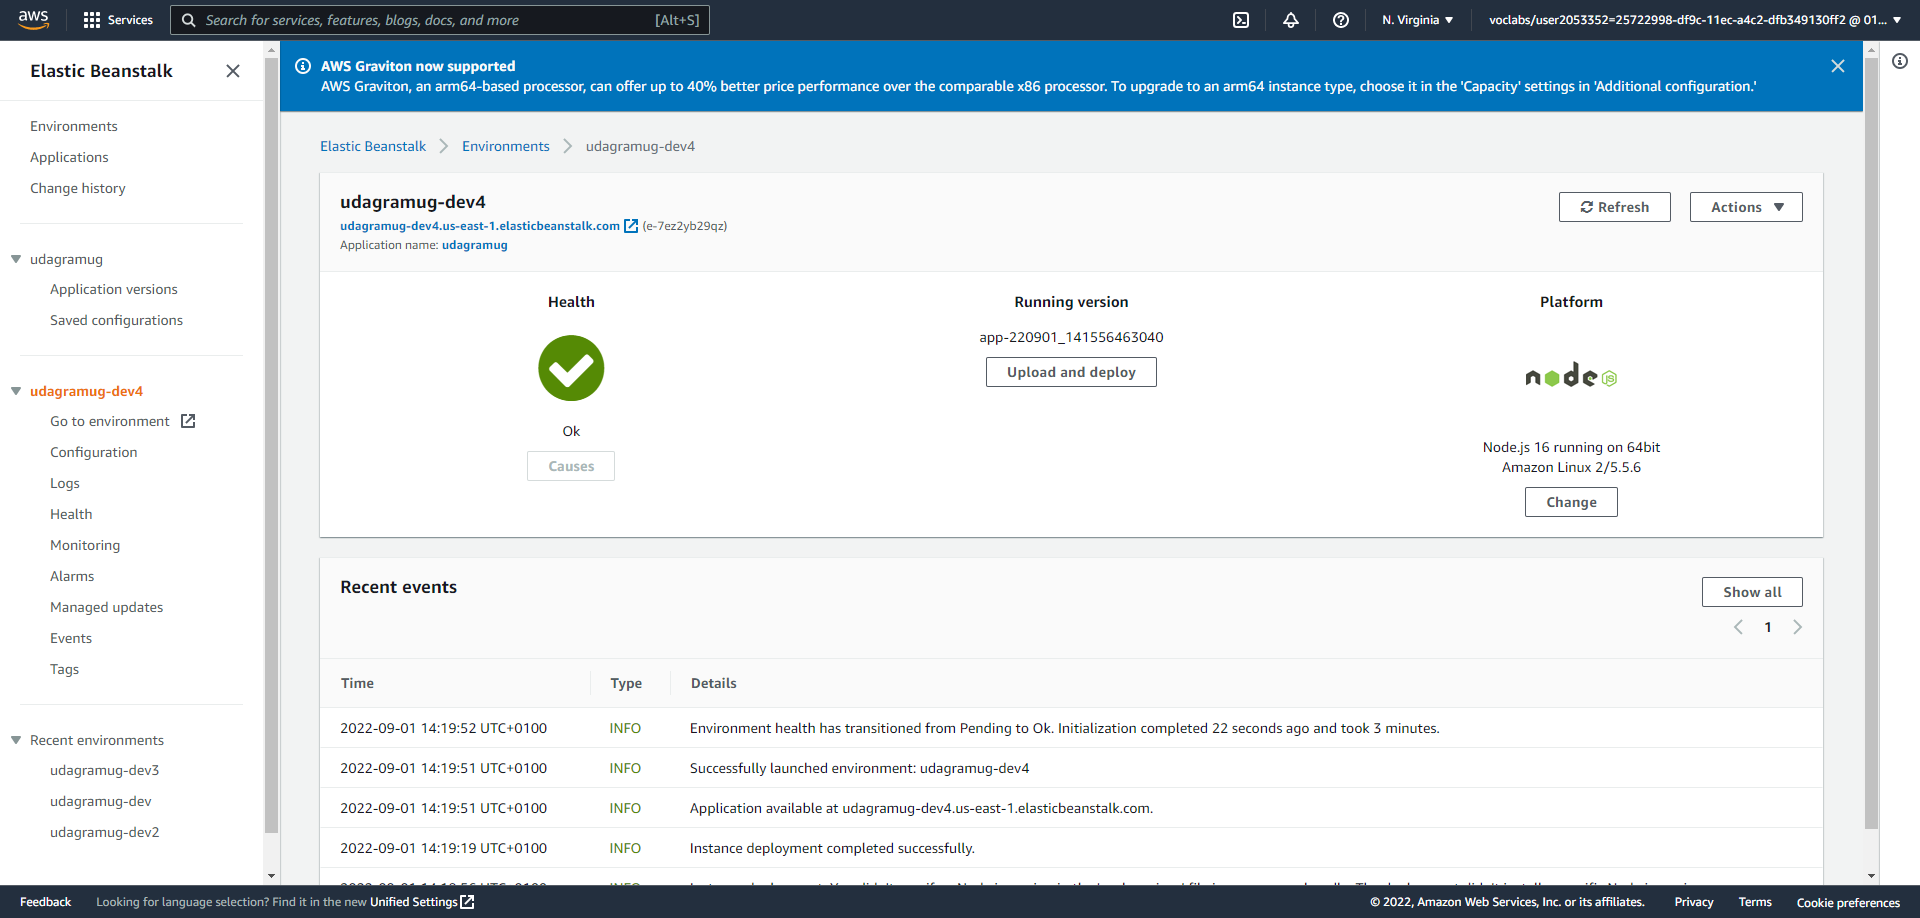 aws
Services
Search for services, features, blogs, docs, and more
[Alt+S]
N. Virginia
voclabs/user2053352=25722998-df9c-11ec-a4c2-dfb349130ff2 @ 01...
Elastic Beanstalk
Environments
Applications
Change history
udagramug
Application versions
Saved configurations
udagramug-dev4
Go to environment
Configuration
Logs
Health
Monitoring
Alarms
Managed updates
Events
Tags
Recent environments
udagramug-dev3
udagramug-dev
udagramug-dev2
AWS Graviton now supported
AWS Graviton, an arm64-based processor, can offer up to 40% better price performance over the comparable x86 processor. To upgrade to an arm64 instance type, choose it in the 'Capacity' settings in 'Additional configuration.'
Elastic Beanstalk
Environments
udagramug-dev4
udagramug-dev4
udagramug-dev4.us-east-1.elasticbeanstalk.com (e-7ez2yb29qz)
Application name: udagramug
Refresh
Actions
Health
Ok
Causes
Running version
app-220901_141556463040
Upload and deploy
Platform
node JS
Node.js 16 running on 64bit
Amazon Linux 2/5.5.6
Change
Recent events
Show all
1
Time Type Details
2022-09-01 14:19:52 UTC+0100 INFO Environment health has transitioned from Pending to Ok. Initialization completed 22 seconds ago and took 3 minutes.
2022-09-01 14:19:51 UTC+0100 INFO Successfully launched environment: udagramug-dev4
2022-09-01 14:19:51 UTC+0100 INFO Application available at udagramug-dev4.us-east-1.elasticbeanstalk.com.
2022-09-01 14:19:19 UTC+0100 INFO Instance deployment completed successfully.
Feedback
Looking for language selection? Find it in the new Unified Settings
© 2022, Amazon Web Services, Inc. or its affiliates.
Privacy
Terms
Cookie preferences